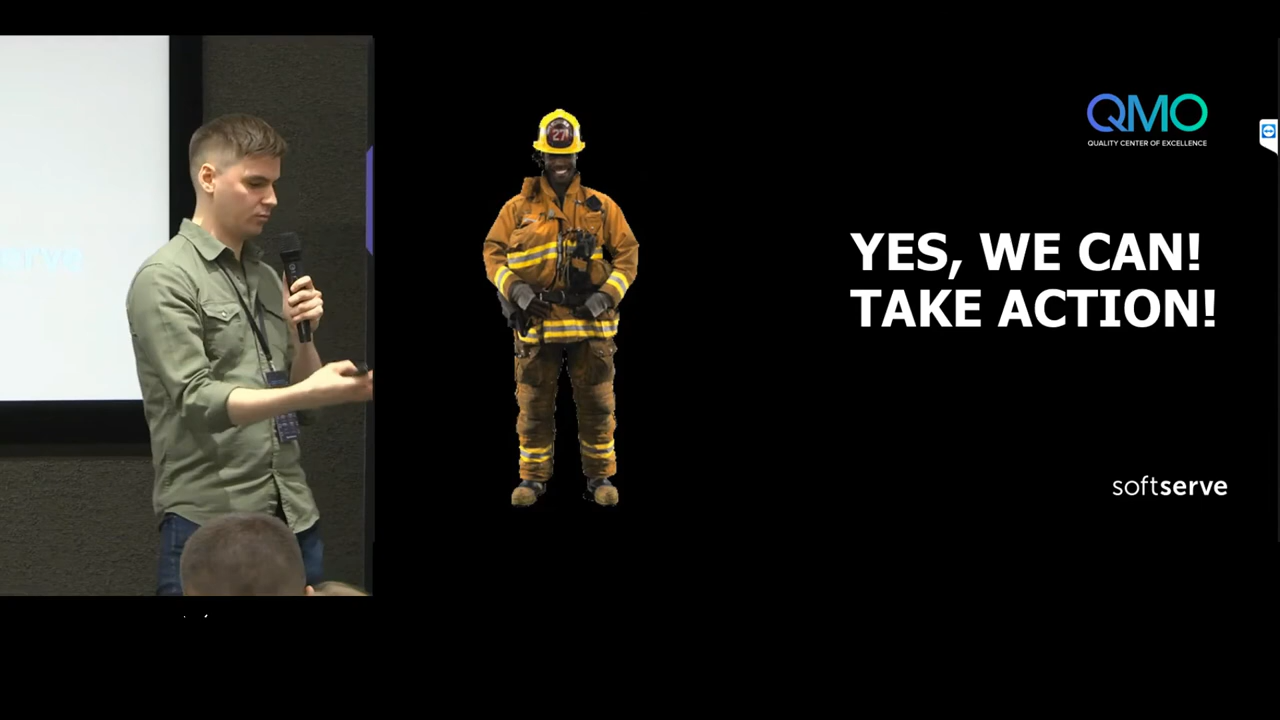 27
QMO
QUALITY CENTER OF EXCELLENCE
YES, WE CAN!
TAKE ACTION!
softserve